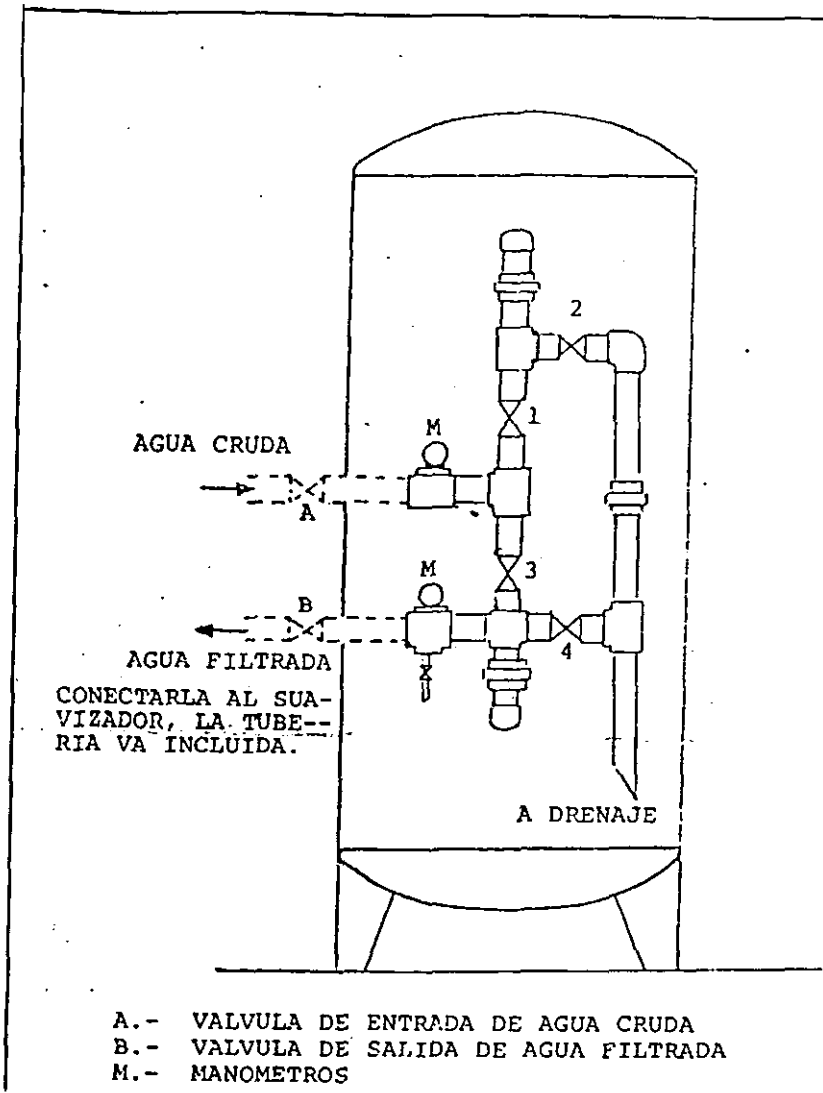 2
1
M
AGUA CRUDA
A
3
M
B
4
AGUA FILTRADA
CONECTARLA AL SUA-
VIZADOR, LA TUBE--
RIA VA INCLUIDA.
A DRENAJE
A.- VALVULA DE ENTRADA DE AGUA CRUDA
B.- VALVULA DE SALIDA DE AGUA FILTRADA
M.- MANOMETROS